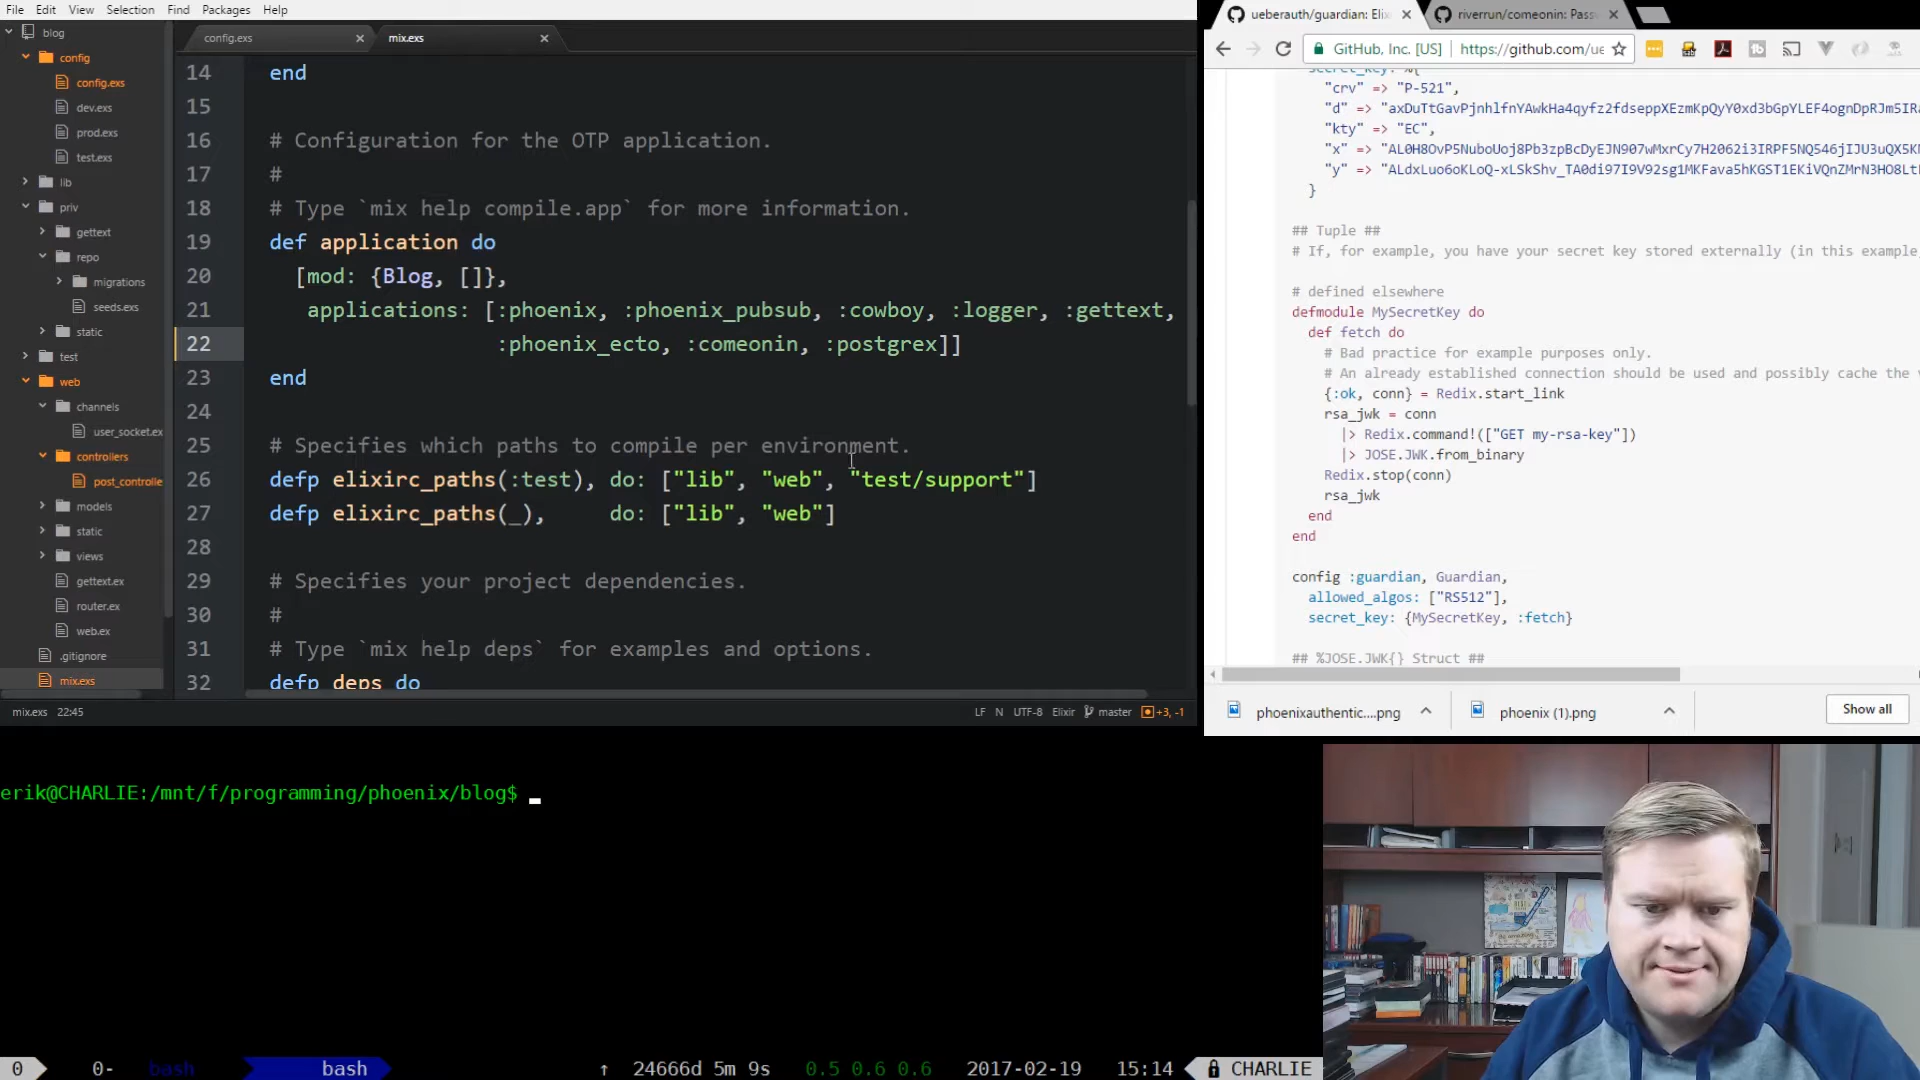 File Edit View Selection Find Packages Help
blog
config
config.exs
dev.exs
prod.exs
test.exs
lib
priv
gettext
repo
migrations
seeds.exs
static
test
web
channels
user_socket.ex
controllers
post_controlle
models
static
views
gettext.ex
router.ex
web.ex
.gitignore
mix.exs
config.exs
mix.exs
14 end
15
16 # Configuration for the OTP application.
17 #
18 # Type `mix help compile.app` for more information.
19 def application do
20 [mod: {Blog, []},
21 applications: [:phoenix, :phoenix_pubsub, :cowboy, :logger, :gettext,
22 :phoenix_ecto, :comeonin, :postgrex]]
23 end
24
25 # Specifies which paths to compile per environment.
26 defp elixirc_paths(:test), do: ["lib", "web", "test/support"]
27 defp elixirc_paths(_), do: ["lib", "web"]
28
29 # Specifies your project dependencies.
30 #
31 # Type `mix help deps` for examples and options.
32 defp deps do
mix.exs 22:45
LF N UTF-8 Elixir master +3, -1
ueberauth/guardian: Elix
riverrun/comeonin: Pass
GitHub, Inc. [US] https://github.com/ue
secret_key: %{
"crv" => "P-521",
"kty" => "EC",
}
## Tuple ##
# If, for example, you have your secret key stored externally (in this example,
# defined elsewhere
defmodule MySecretKey do
def fetch do
# Bad practice for example purposes only.
# An already established connection should be used and possibly cache the
{:ok, conn} = Redix.start_link
rsa_jwk = conn
|> Redix.command!(["GET my-rsa-key"])
|> JOSE.JWK.from_binary
Redix.stop(conn)
rsa_jwk
end
end
config :guardian, Guardian,
allowed_algos: ["RS512"],
secret_key: {MySecretKey, :fetch}
## %JOSE.JWK{} Struct ##
phoenixauthentic....png
phoenix (1).png
Show all
erik@CHARLIE:/mnt/f/programming/phoenix/blog$
0 0- bash bash ↑ 24666d 5m 9s 0.5 0.6 0.6 2017-02-19 15:14 CHARLIE